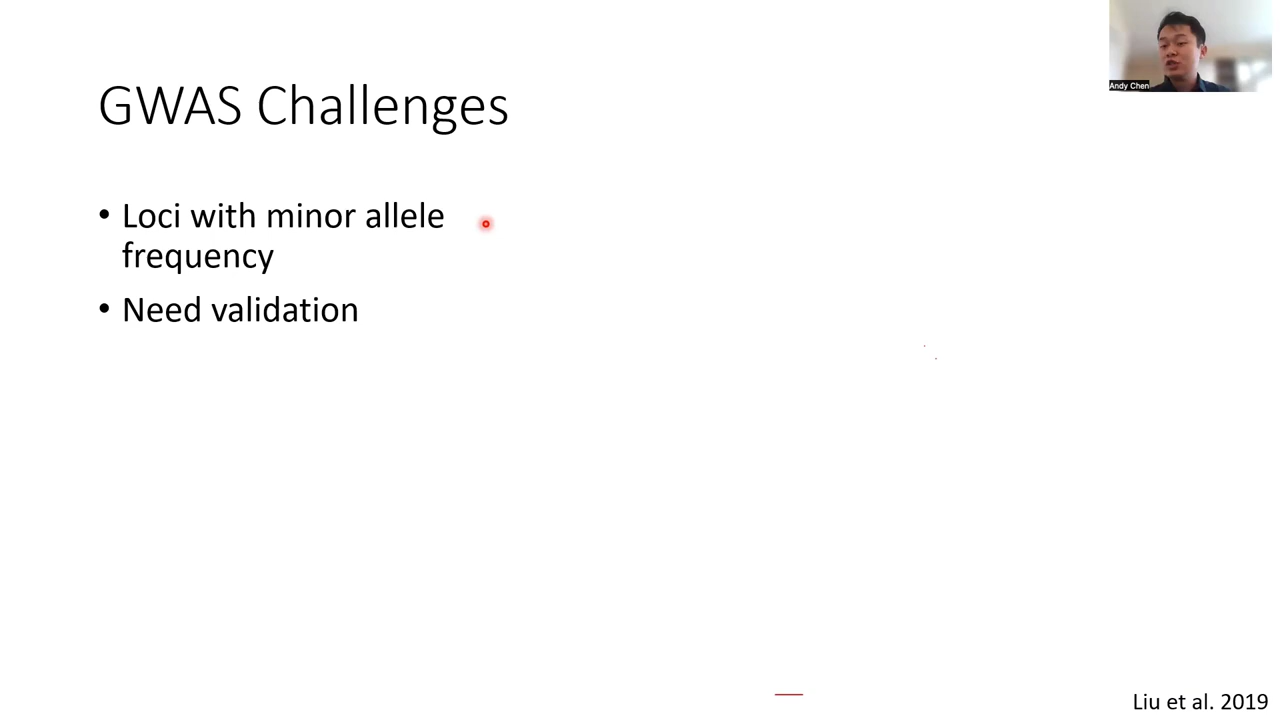 Andy Chen
GWAS Challenges
• Loci with minor allele
frequency
• Need validation
Liu et al. 2019